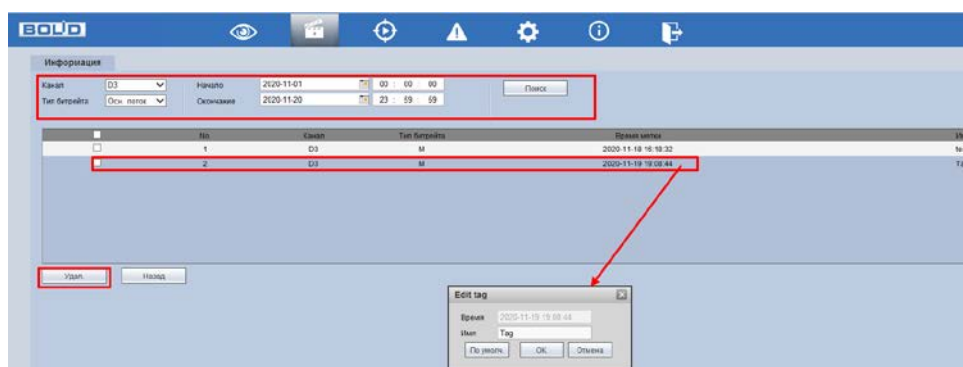 BOLID
Информация
Канал D3 Начало 2020-11-01 00 : 00 00 Поиск
Тип битрейта Осн. поток Окончание 2020-11-20 23 : 59 59
No. Канал Тип битрейта Время метки
1 D3 M 2020-11-18 16:18:32
2 D3 M 2020-11-19 19:08:44
Удал. Назад
Edit tag
Время 2020-11-19 19:08:44
Имя Tag
По умолч. OK Отмена